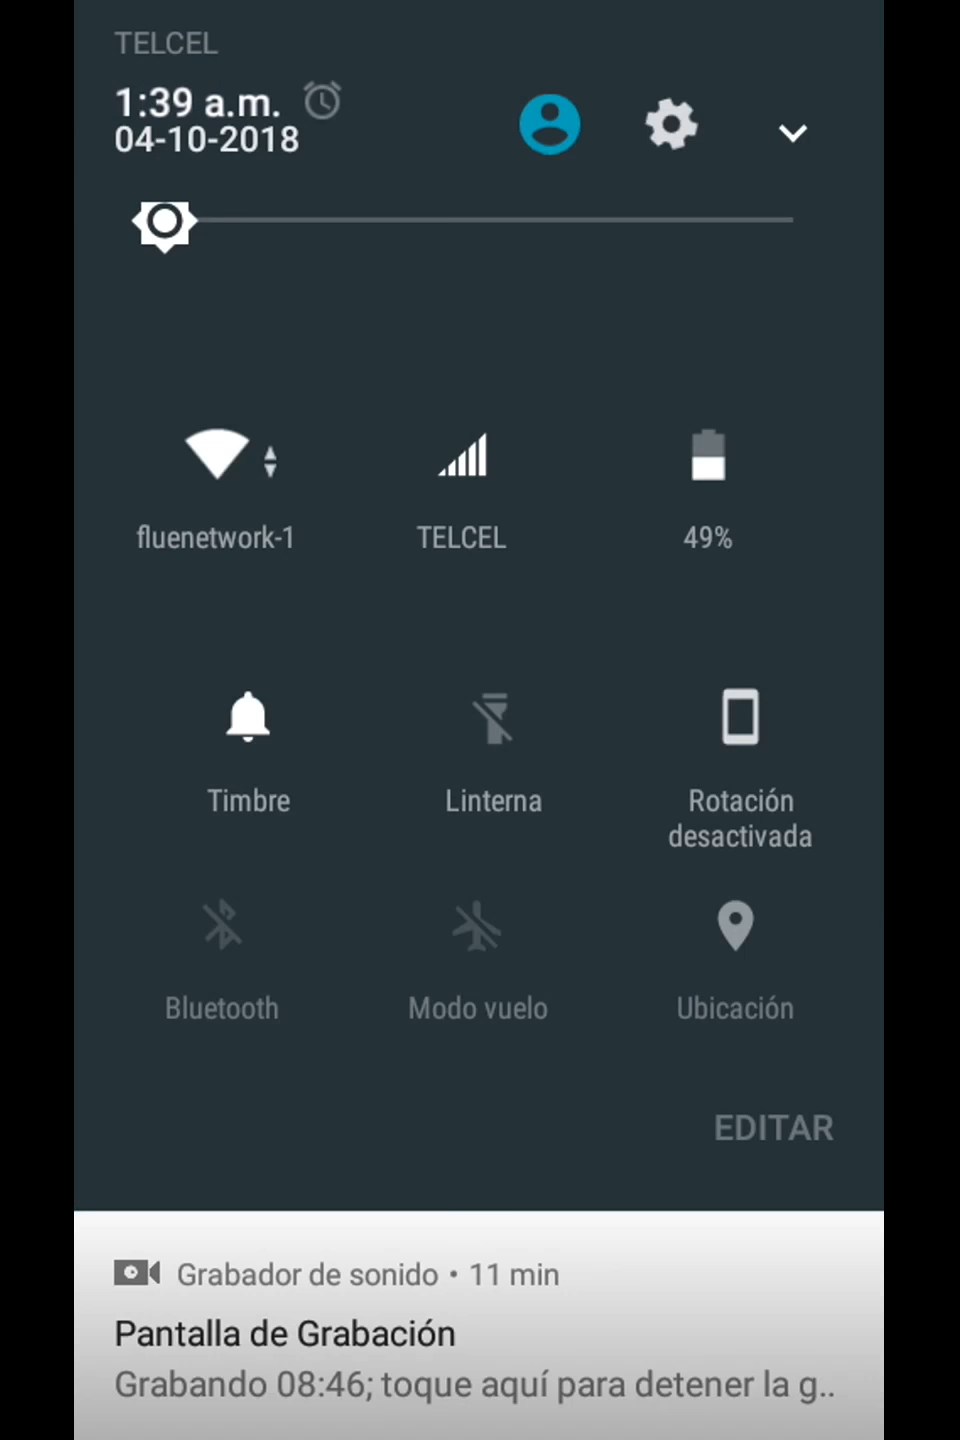 TELCEL
1:39 a.m.
04-10-2018
fluenetwork-1
TELCEL
49%
Timbre
Linterna
Rotación
desactivada
Bluetooth
Modo vuelo
Ubicación
EDITAR
Grabador de sonido • 11 min
Pantalla de Grabación
Grabando 08:46; toque aquí para detener la g..